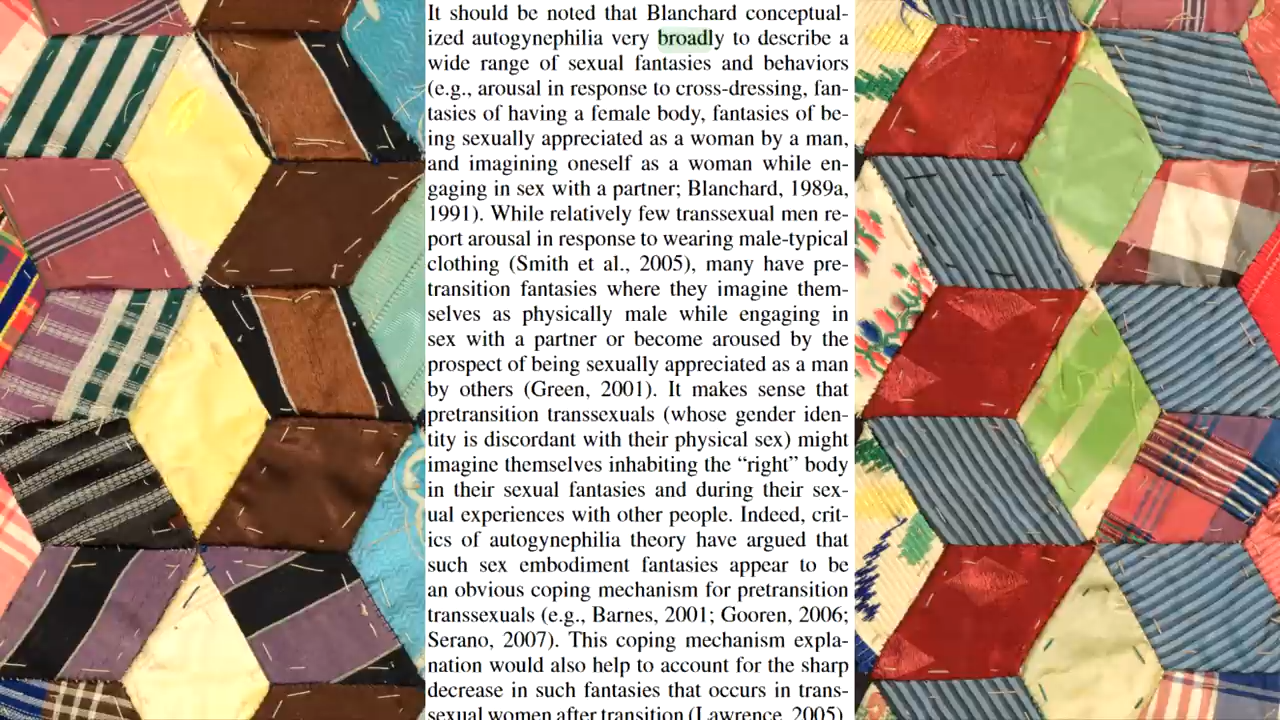 It should be noted that Blanchard conceptual-
ized autogynephilia very broadly to describe a
wide range of sexual fantasies and behaviors
(e.g., arousal in response to cross-dressing, fan-
tasies of having a female body, fantasies of be-
ing sexually appreciated as a woman by a man,
and imagining oneself as a woman while en-
gaging in sex with a partner; Blanchard, 1989a,
1991). While relatively few transsexual men re-
port arousal in response to wearing male-typical
clothing (Smith et al., 2005), many have pre-
transition fantasies where they imagine them-
selves as physically male while engaging in
sex with a partner or become aroused by the
prospect of being sexually appreciated as a man
by others (Green, 2001). It makes sense that
pretransition transsexuals (whose gender iden-
tity is discordant with their physical sex) might
imagine themselves inhabiting the “right” body
in their sexual fantasies and during their sex-
ual experiences with other people. Indeed, crit-
ics of autogynephilia theory have argued that
such sex embodiment fantasies appear to be
an obvious coping mechanism for pretransition
transsexuals (e.g., Barnes, 2001; Gooren, 2006;
Serano, 2007). This coping mechanism expla-
nation would also help to account for the sharp
decrease in such fantasies that occurs in trans-
sexual women after transition (Lawrence, 2005).